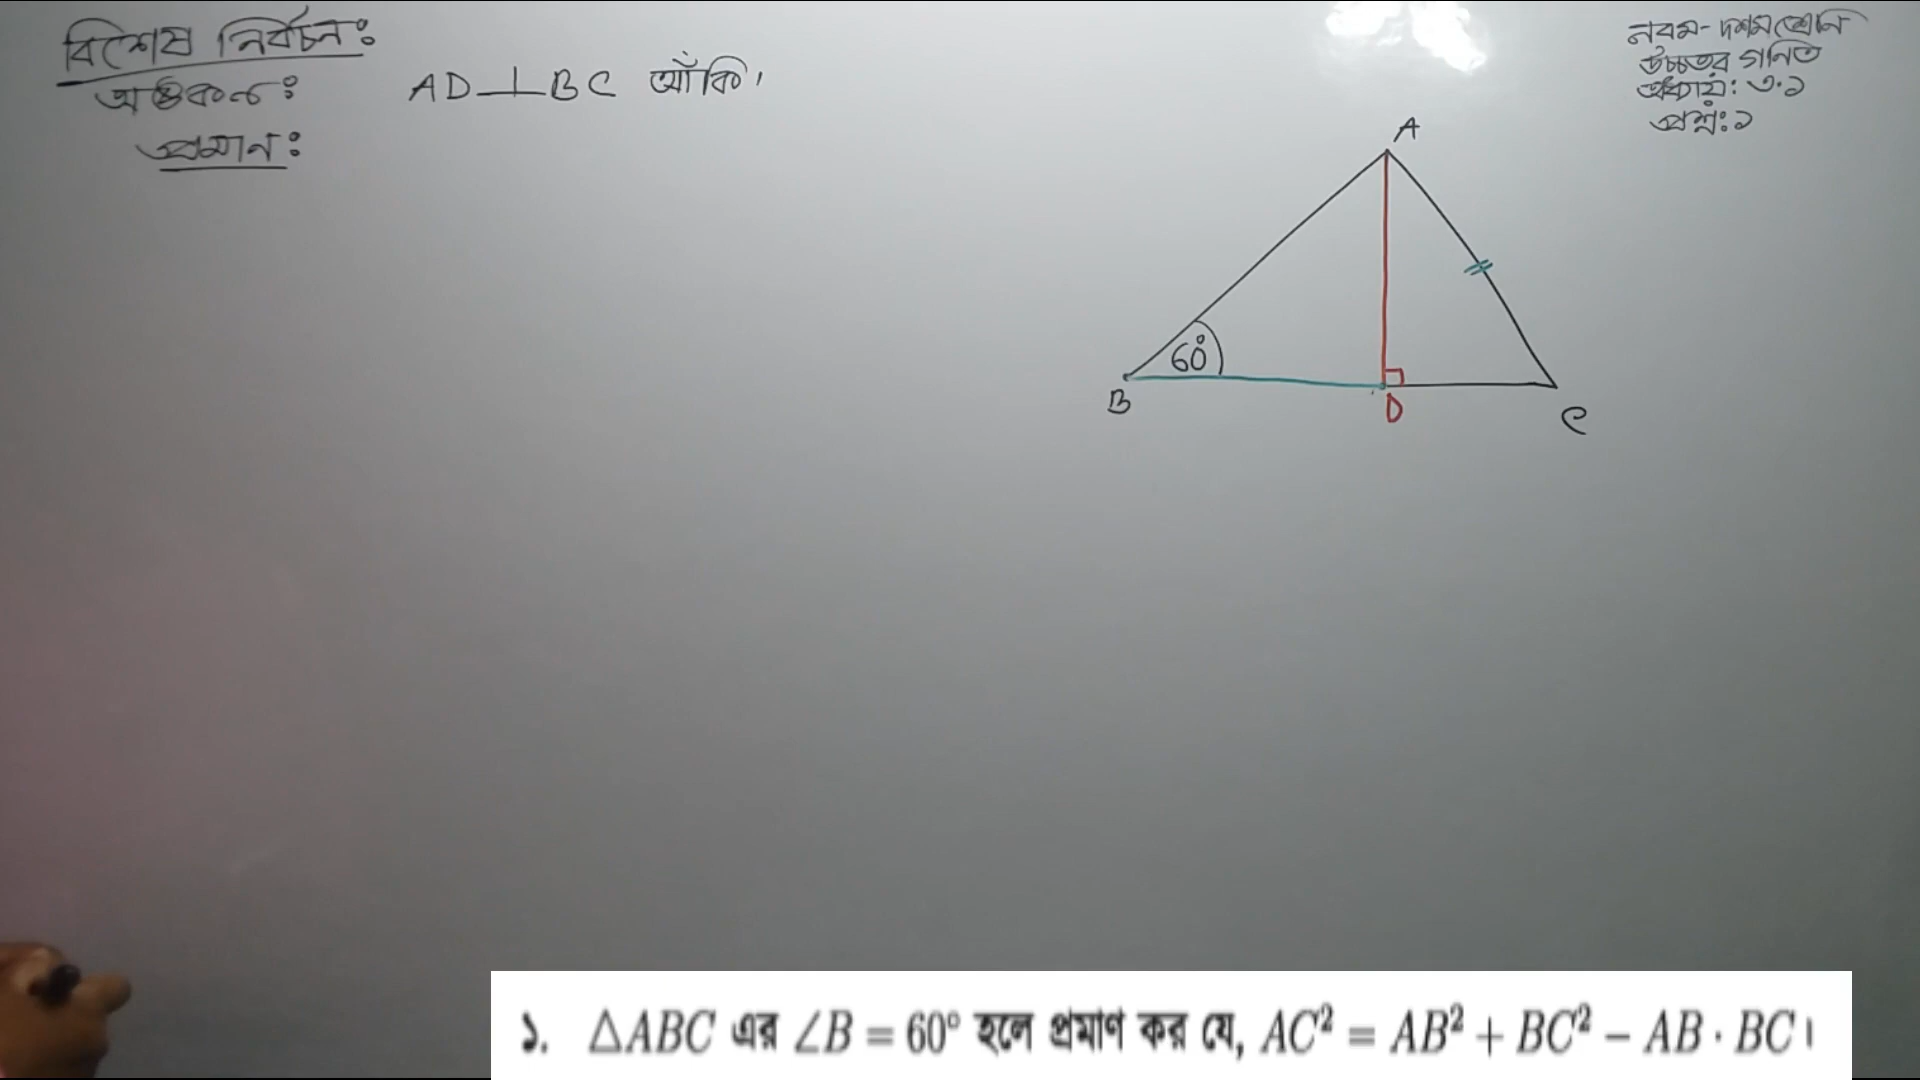 বিশেষ নির্বচনঃ
অঙ্কনঃ AD⊥BC আঁকি।
প্রমানঃ
নবম-দশম শ্রেনি
উচ্চতর গনিত
অধ্যায়: ৩.১
প্রশ্ন: ১
A
60°
B
D
C
১. △ABC এর ∠B = 60° হলে প্রমাণ কর যে, AC² = AB² + BC² − AB · BC।